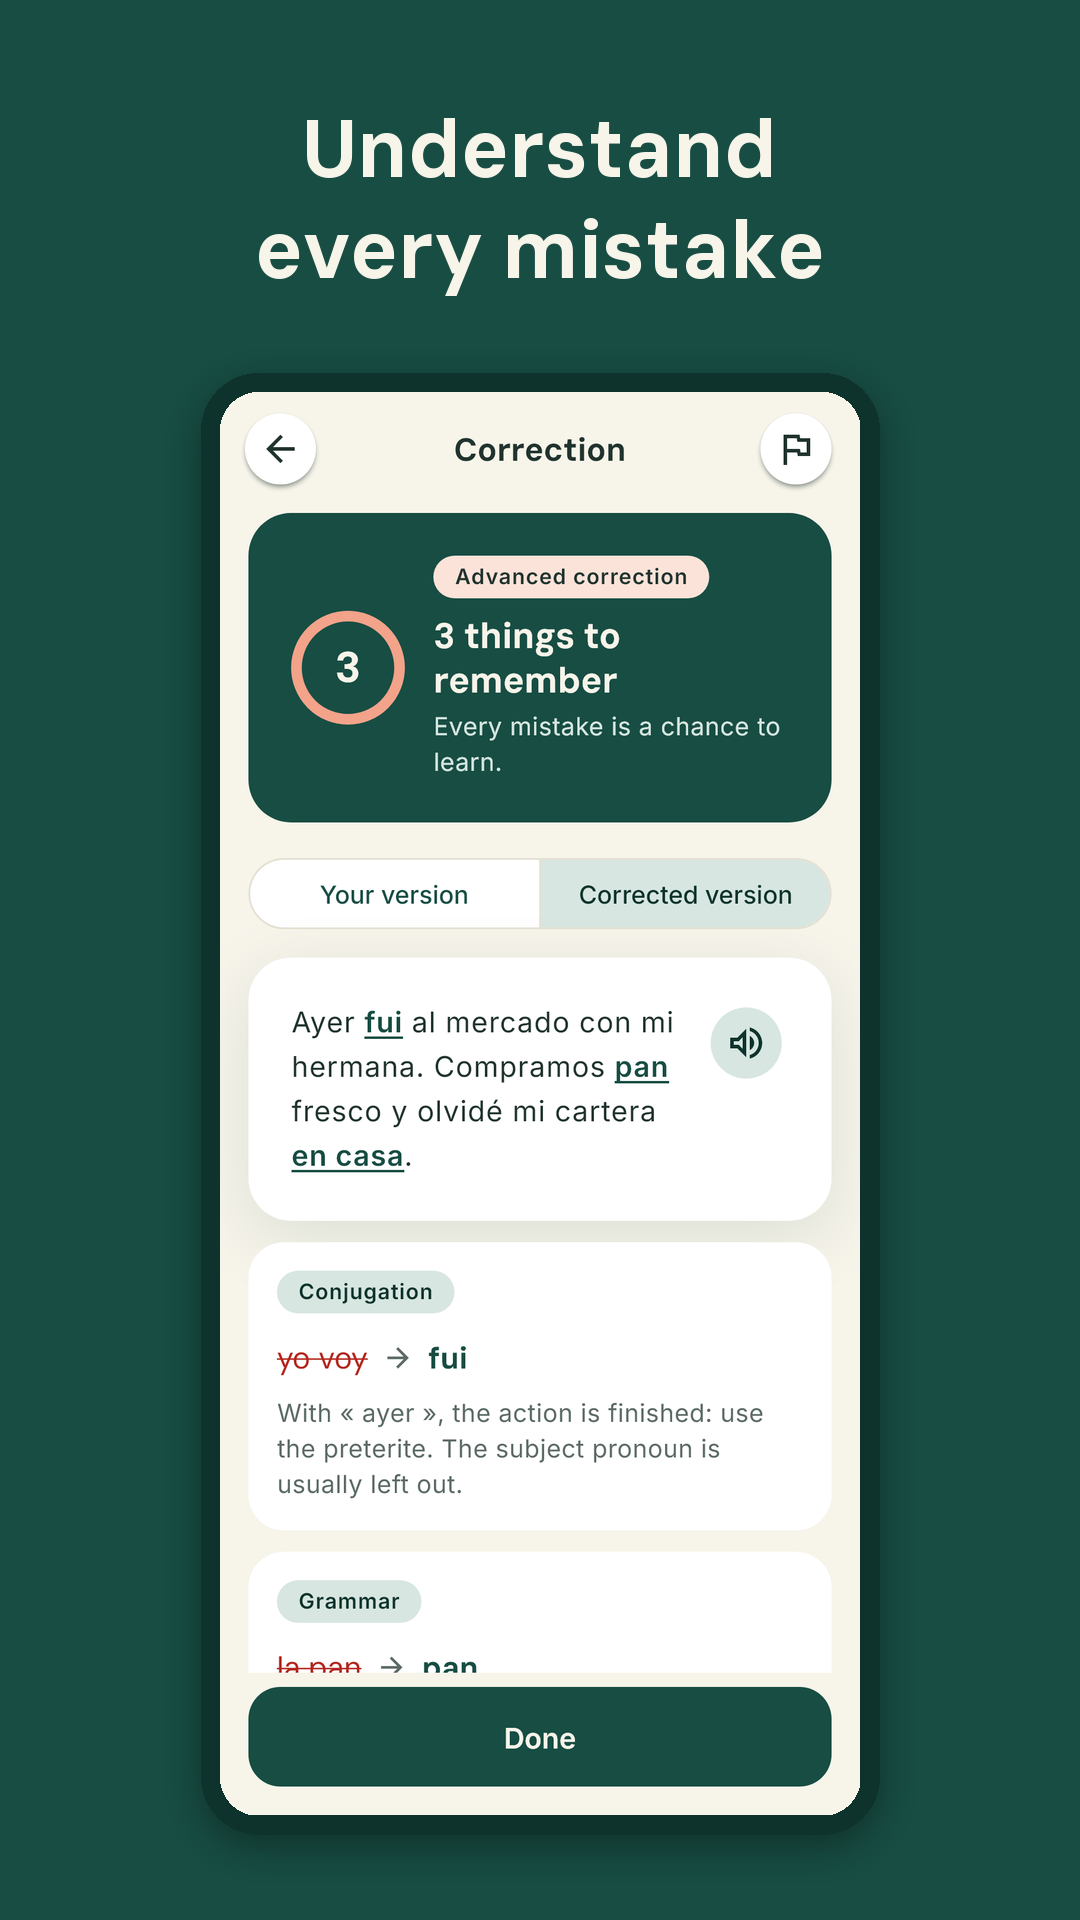 Understand
every mistake
Correction
Advanced correction
3
3 things to
remember
Every mistake is a chance to
learn.
Your version
Corrected version
Ayer fui al mercado con mi
hermana. Compramos pan
fresco y olvidé mi cartera
en casa.
Conjugation
yo voy → fui
With « ayer », the action is finished: use
the preterite. The subject pronoun is
usually left out.
Grammar
la pan → pan
Done